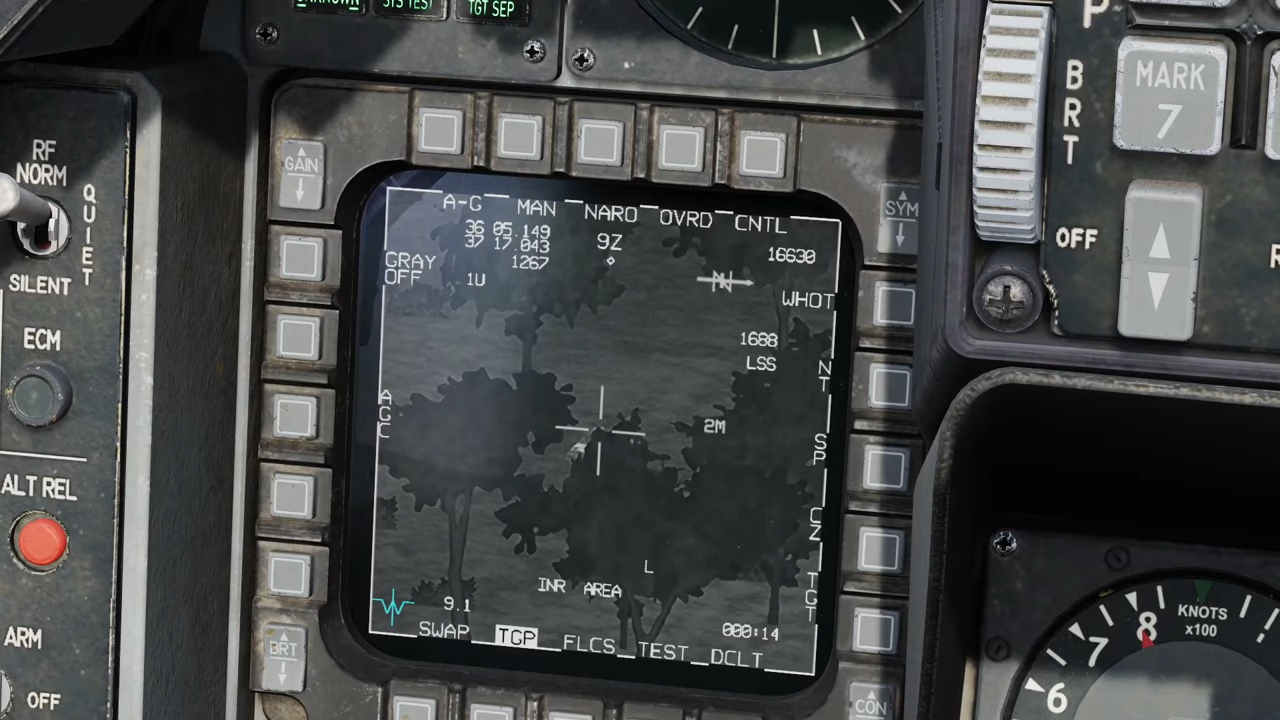 SYS TEST
TGT SEP
P
MARK
7
B
R
T
OFF
RF
NORM
QUIET
SILENT
ECM
ALT REL
ARM
OFF
GAIN
SYM
A-G MAN NARO OVRD CNTL
36 05.149
37 17.043
1267
9Z
16630
GRAY
OFF
1U
N
WHOT
1688
LSS
NT
AGC
2M
SP
CZ
TGT
L
INR AREA
9.1
000:14
SWAP TGP FLCS TEST DCLT
BRT
CON
KNOTS
x100
8
7
6